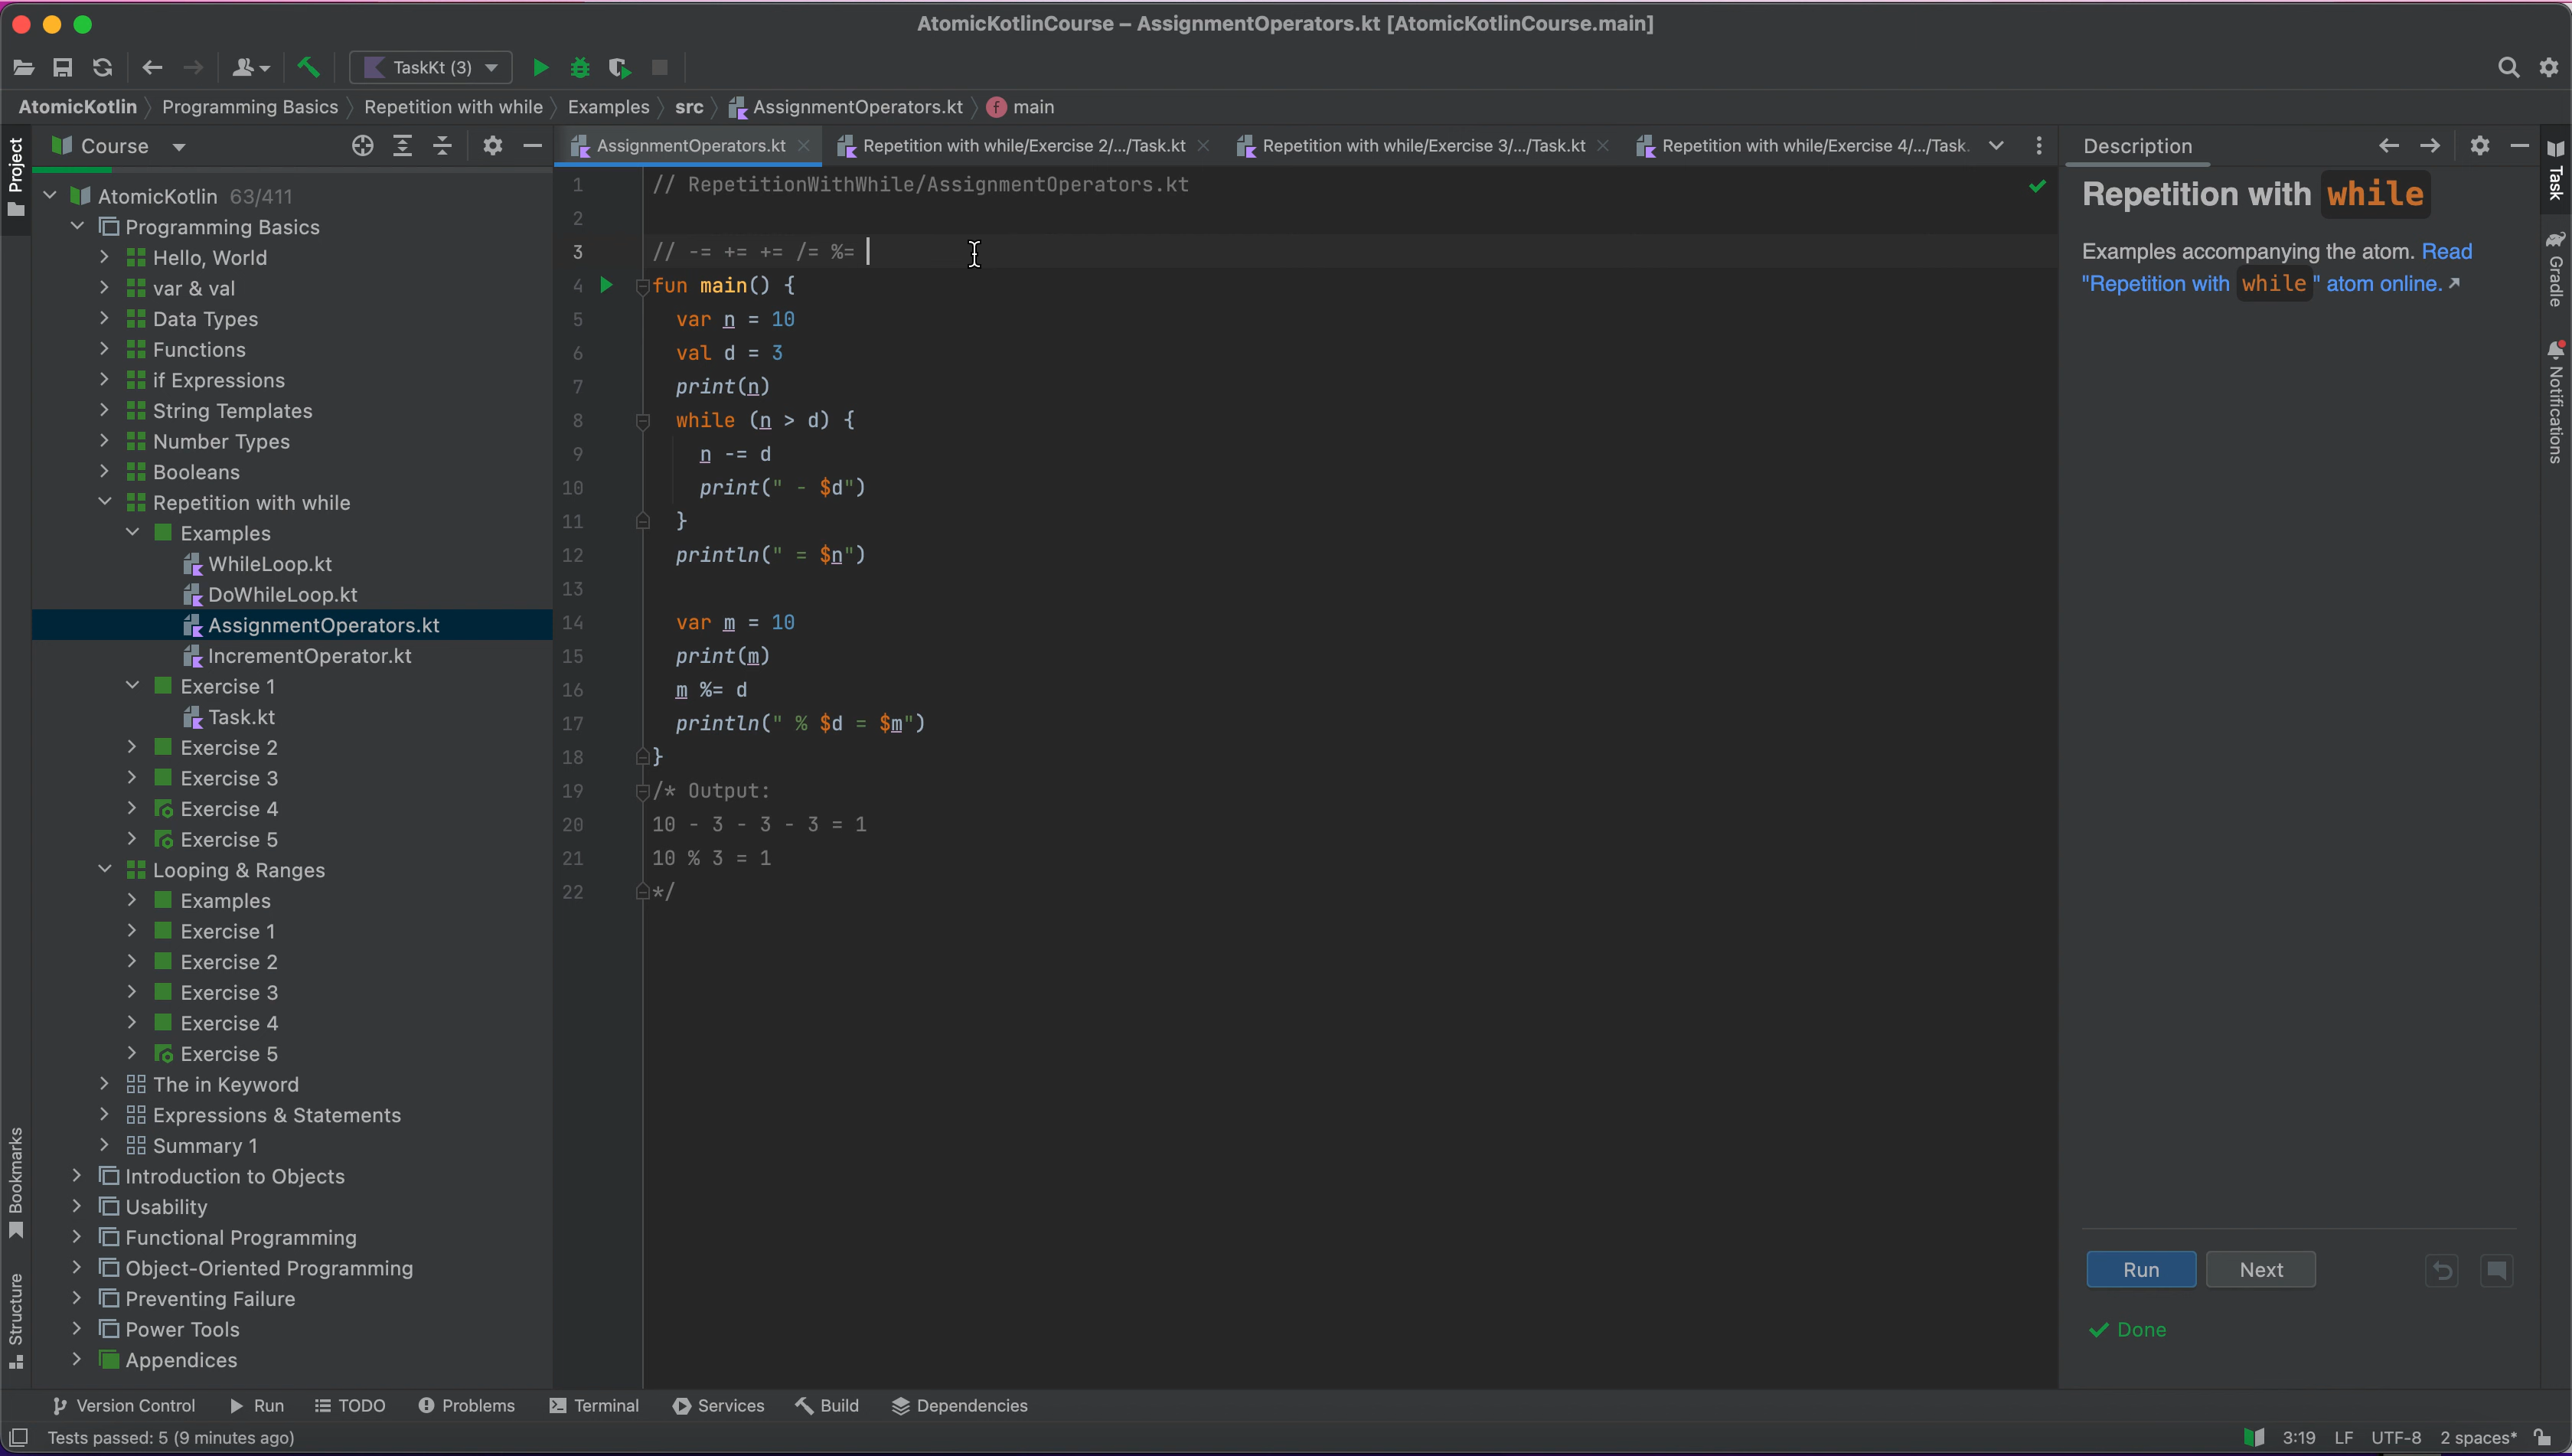 AtomicKotlinCourse – AssignmentOperators.kt [AtomicKotlinCourse.main]
TaskKt (3)
AtomicKotlin Programming Basics Repetition with while Examples src AssignmentOperators.kt f main
Project
Bookmarks
Structure
Course
AtomicKotlin 63/411
Programming Basics
Hello, World
var & val
Data Types
Functions
if Expressions
String Templates
Number Types
Booleans
Repetition with while
Examples
WhileLoop.kt
DoWhileLoop.kt
AssignmentOperators.kt
IncrementOperator.kt
Exercise 1
Task.kt
Exercise 2
Exercise 3
Exercise 4
Exercise 5
Looping & Ranges
Examples
Exercise 1
Exercise 2
Exercise 3
Exercise 4
Exercise 5
The in Keyword
Expressions & Statements
Summary 1
Introduction to Objects
Usability
Functional Programming
Object-Oriented Programming
Preventing Failure
Power Tools
Appendices
AssignmentOperators.kt Repetition with while/Exercise 2/.../Task.kt Repetition with while/Exercise 3/.../Task.kt Repetition with while/Exercise 4/.../Task.
1 // RepetitionWithWhile/AssignmentOperators.kt
2
3 // -= += += /= %=
4 fun main() {
5 var n = 10
6 val d = 3
7 print(n)
8 while (n > d) {
9 n -= d
10 print(" - $d")
11 }
12 println(" = $n")
13
14 var m = 10
15 print(m)
16 m %= d
17 println(" % $d = $m")
18 }
19 /* Output:
20 10 - 3 - 3 - 3 = 1
21 10 % 3 = 1
22 */
Description
Repetition with while
Examples accompanying the atom. Read
"Repetition with while" atom online. ↗
Run Next
Done
Task
Gradle
Notifications
Version Control Run TODO Problems Terminal Services Build Dependencies
Tests passed: 5 (9 minutes ago) 3:19 LF UTF-8 2 spaces*